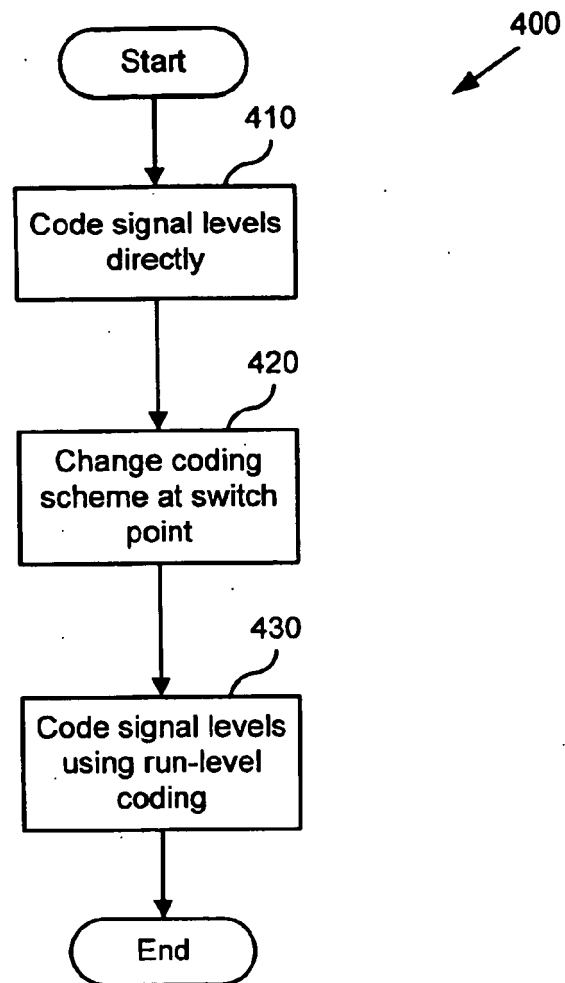 400
Start
410
Code signal levels
directly
420
Change coding
scheme at switch
point
430
Code signal levels
using run-level
coding
End